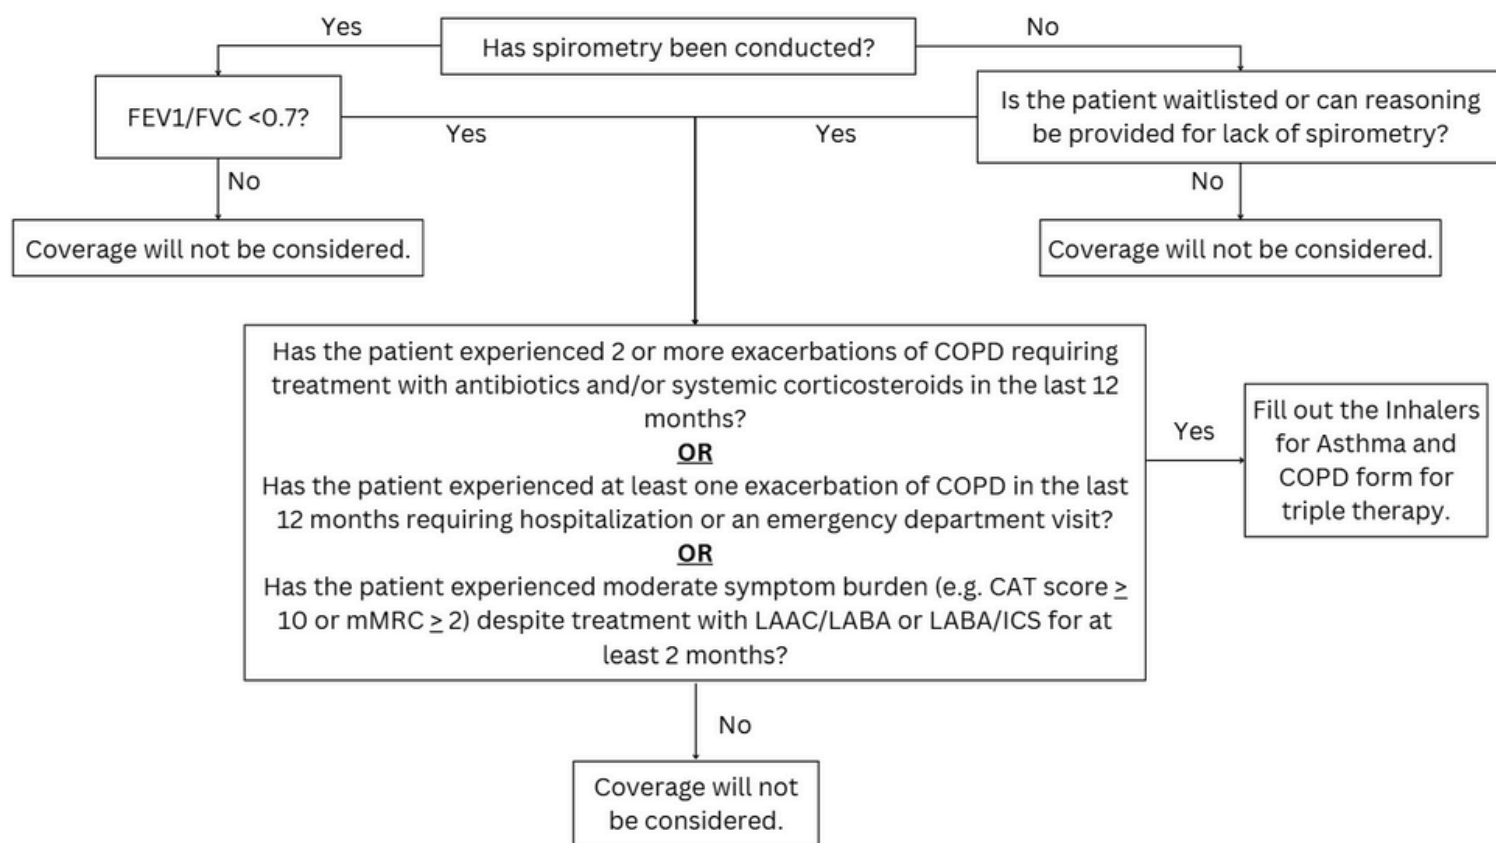 Yes
Has spirometry been conducted?
No
FEV1/FVC <0.7?
Yes
Yes
Is the patient waitlisted or can reasoning
be provided for lack of spirometry?
No
No
Coverage will not be considered.
Coverage will not be considered.
Has the patient experienced 2 or more exacerbations of COPD requiring
treatment with antibiotics and/or systemic corticosteroids in the last 12
months?
OR
Has the patient experienced at least one exacerbation of COPD in the last
12 months requiring hospitalization or an emergency department visit?
OR
Has the patient experienced moderate symptom burden (e.g. CAT score ≥
10 or mMRC ≥ 2) despite treatment with LAAC/LABA or LABA/ICS for at
least 2 months?
Yes
Fill out the Inhalers
for Asthma and
COPD form for
triple therapy.
No
Coverage will not
be considered.